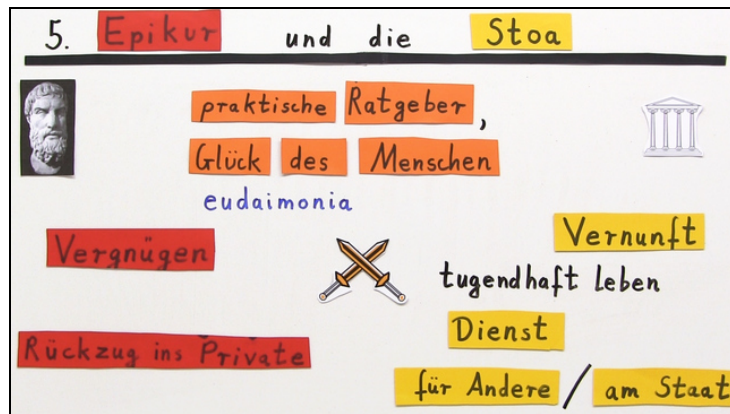 5. Epikur und die Stoa
praktische Ratgeber,
Glück des Menschen
eudaimonia
Vergnügen
Vernunft
tugendhaft leben
Rückzug ins Private
Dienst
für Andere / am Staat